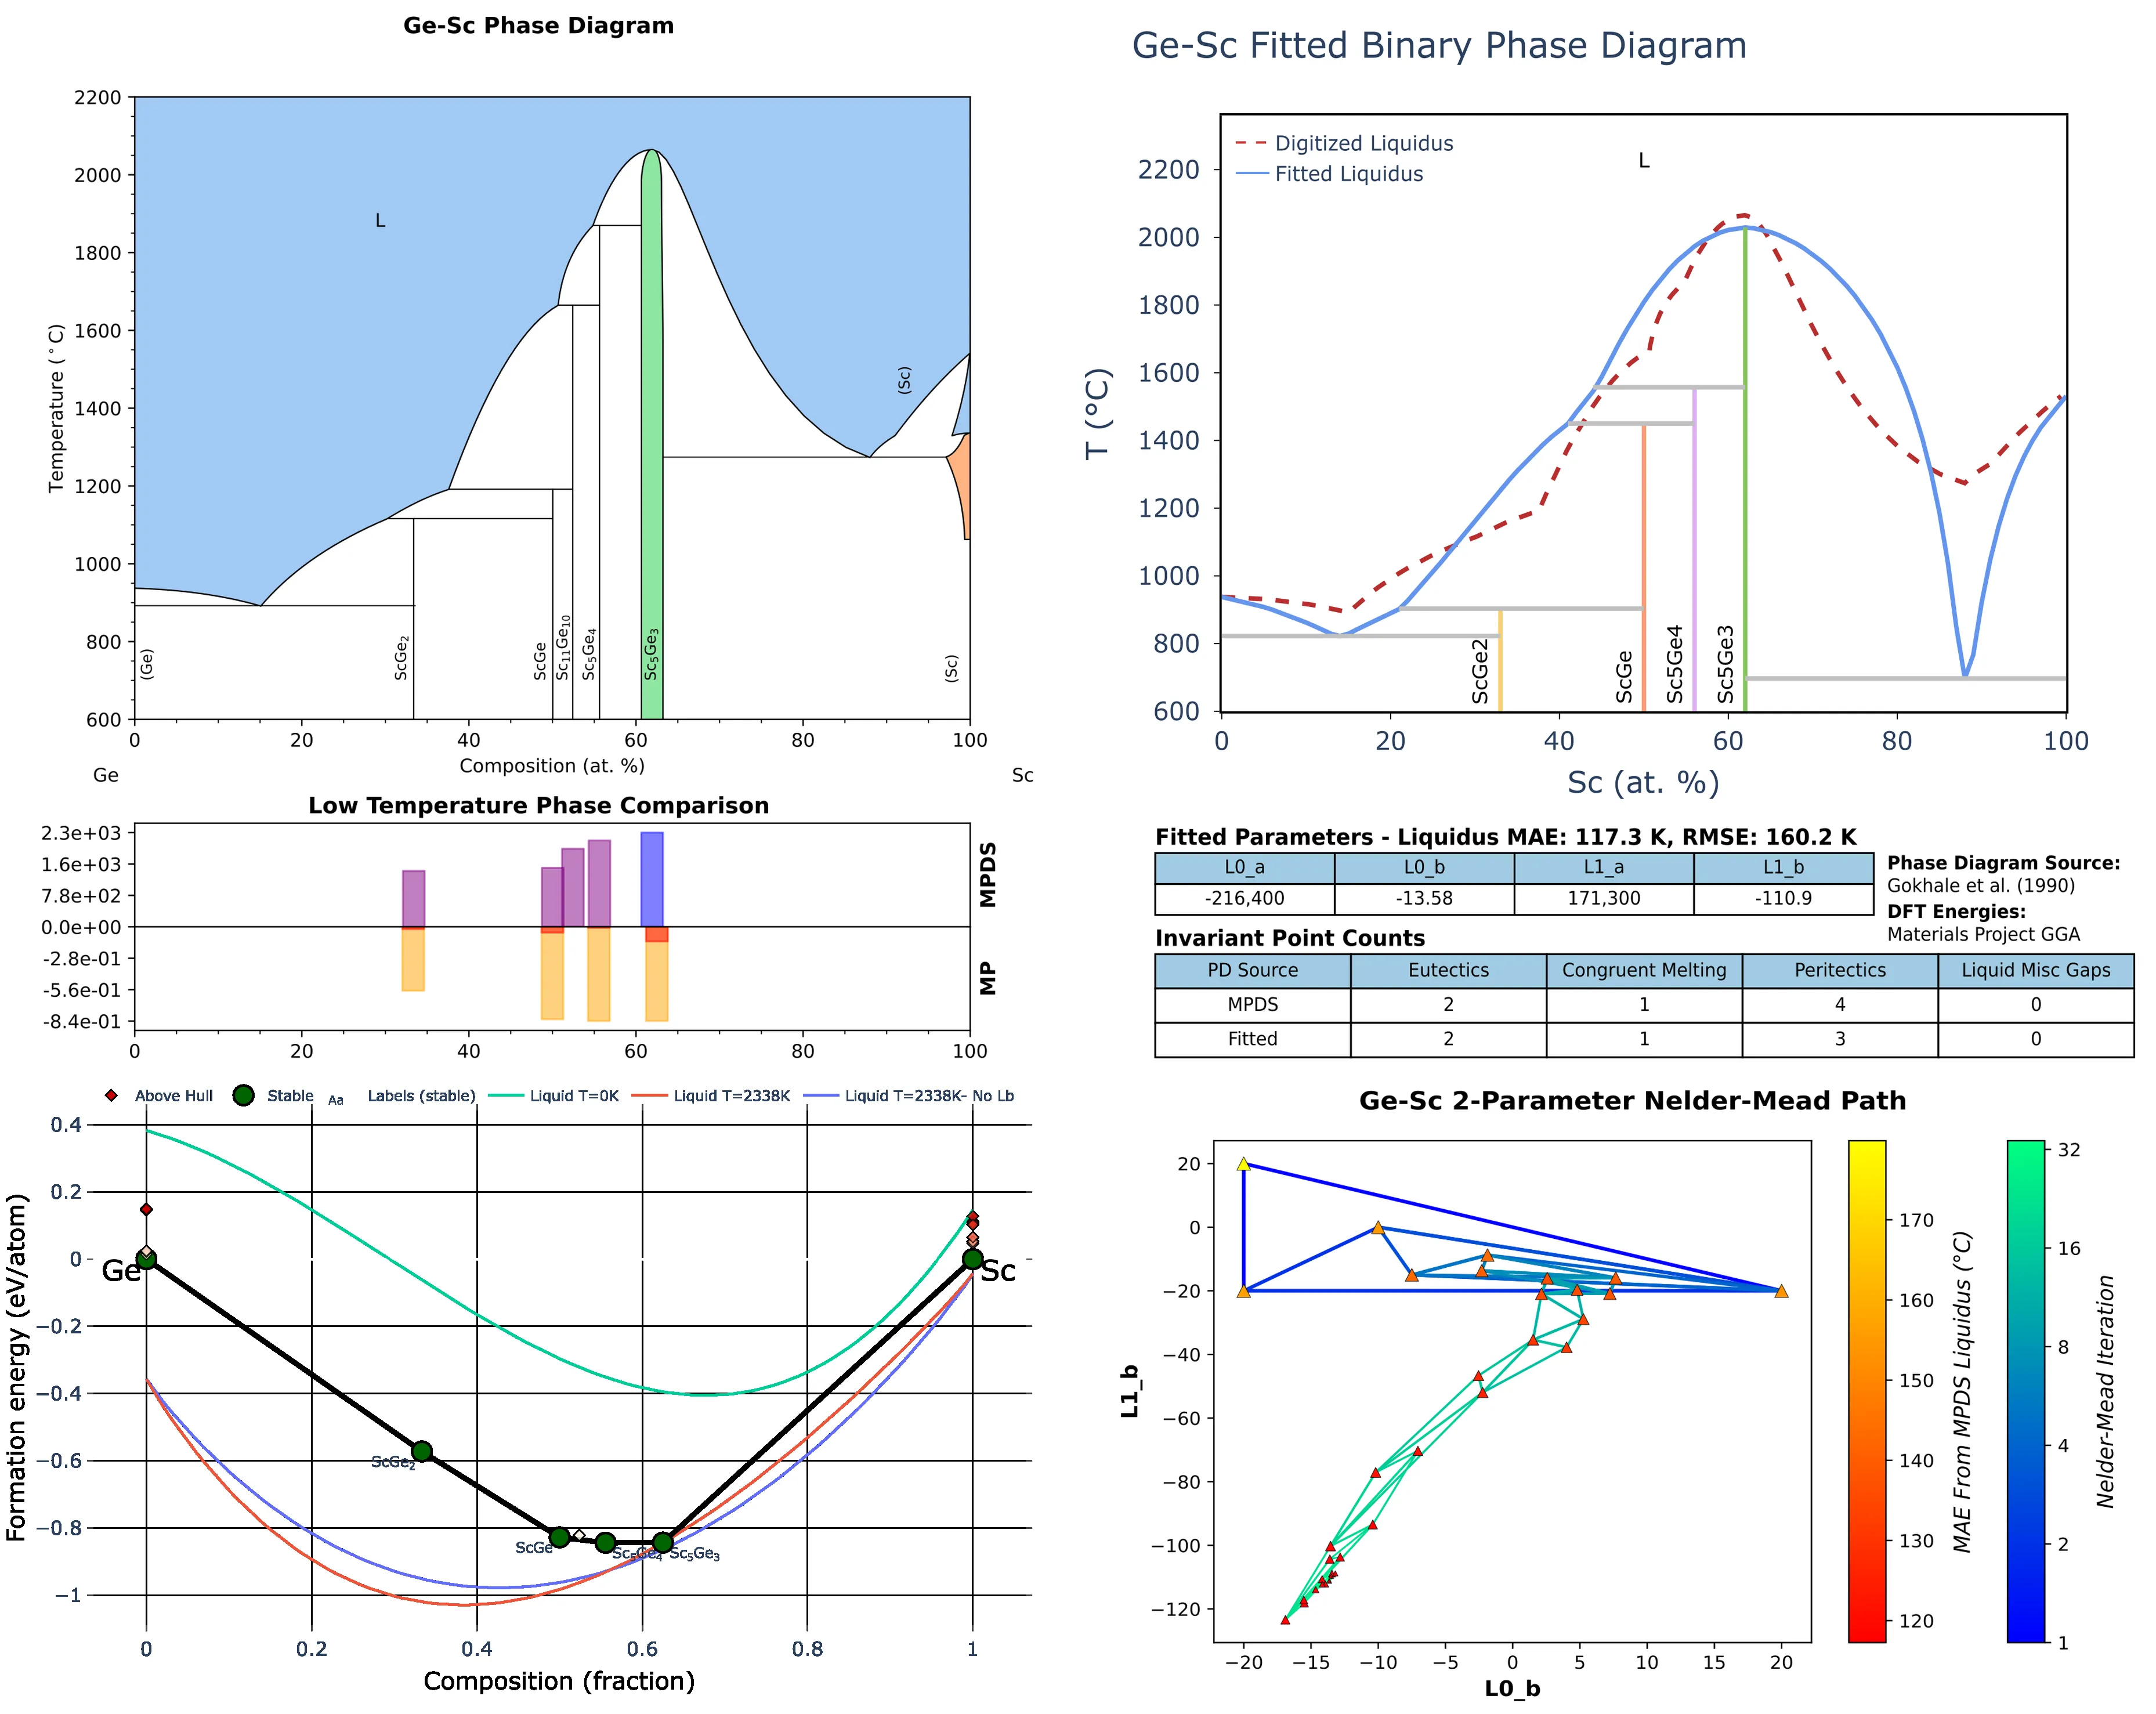 Ge-Sc Phase Diagram
2200
2000
1800
1600
1400
1200
1000
800
600
Temperature (°C)
L
(Sc)
(Ge)
ScGe2
ScGe
Sc11Ge10
Sc5Ge4
Sc5Ge3
(Sc)
0 20 40 60 80 100
Composition (at. %)
Ge Sc
Ge-Sc Fitted Binary Phase Diagram
Digitized Liquidus
Fitted Liquidus
L
2200
2000
1800
1600
1400
1200
1000
800
600
T (°C)
ScGe2
ScGe
Sc5Ge4
Sc5Ge3
0 20 40 60 80 100
Sc (at. %)
Low Temperature Phase Comparison
2.3e+03
1.6e+03
7.8e+02
0.0e+00
-2.8e-01
-5.6e-01
-8.4e-01
MPDS
MP
0 20 40 60 80 100
Fitted Parameters - Liquidus MAE: 117.3 K, RMSE: 160.2 K
L0_a L0_b L1_a L1_b
-216,400 -13.58 171,300 -110.9
Phase Diagram Source:
Gokhale et al. (1990)
DFT Energies:
Materials Project GGA
Invariant Point Counts
PD Source Eutectics Congruent Melting Peritectics Liquid Misc Gaps
MPDS 2 1 4 0
Fitted 2 1 3 0
Above Hull Stable Aa Labels (stable) Liquid T=0K Liquid T=2338K Liquid T=2338K- No Lb
0.4
0.2
0
−0.2
−0.4
−0.6
−0.8
−1
Formation energy (eV/atom)
Ge
Sc
ScGe2
ScGe
Sc5Ge4
Sc5Ge3
0 0.2 0.4 0.6 0.8 1
Composition (fraction)
Ge-Sc 2-Parameter Nelder-Mead Path
20
0
−20
−40
−60
−80
−100
−120
L1_b
−20 −15 −10 −5 0 5 10 15 20
L0_b
170
160
150
140
130
120
MAE From MPDS Liquidus (°C)
32
16
8
4
2
1
Nelder-Mead Iteration